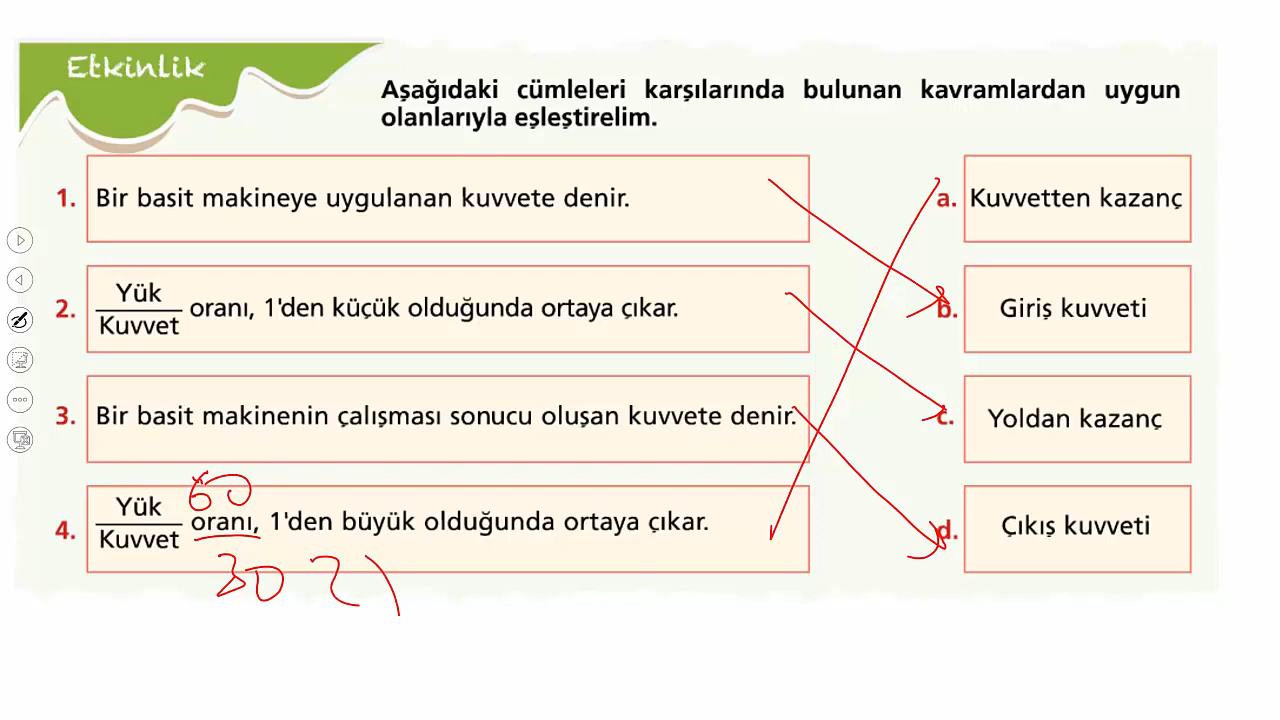 Etkinlik
Aşağıdaki cümleleri karşılarında bulunan kavramlardan uygun
olanlarıyla eşleştirelim.
1. Bir basit makineye uygulanan kuvvete denir.
a. Kuvvetten kazanç
2. Yük
Kuvvet oranı, 1'den küçük olduğunda ortaya çıkar.
b. Giriş kuvveti
3. Bir basit makinenin çalışması sonucu oluşan kuvvete denir.
c. Yoldan kazanç
60
4. Yük
Kuvvet oranı, 1'den büyük olduğunda ortaya çıkar.
d. Çıkış kuvveti
30